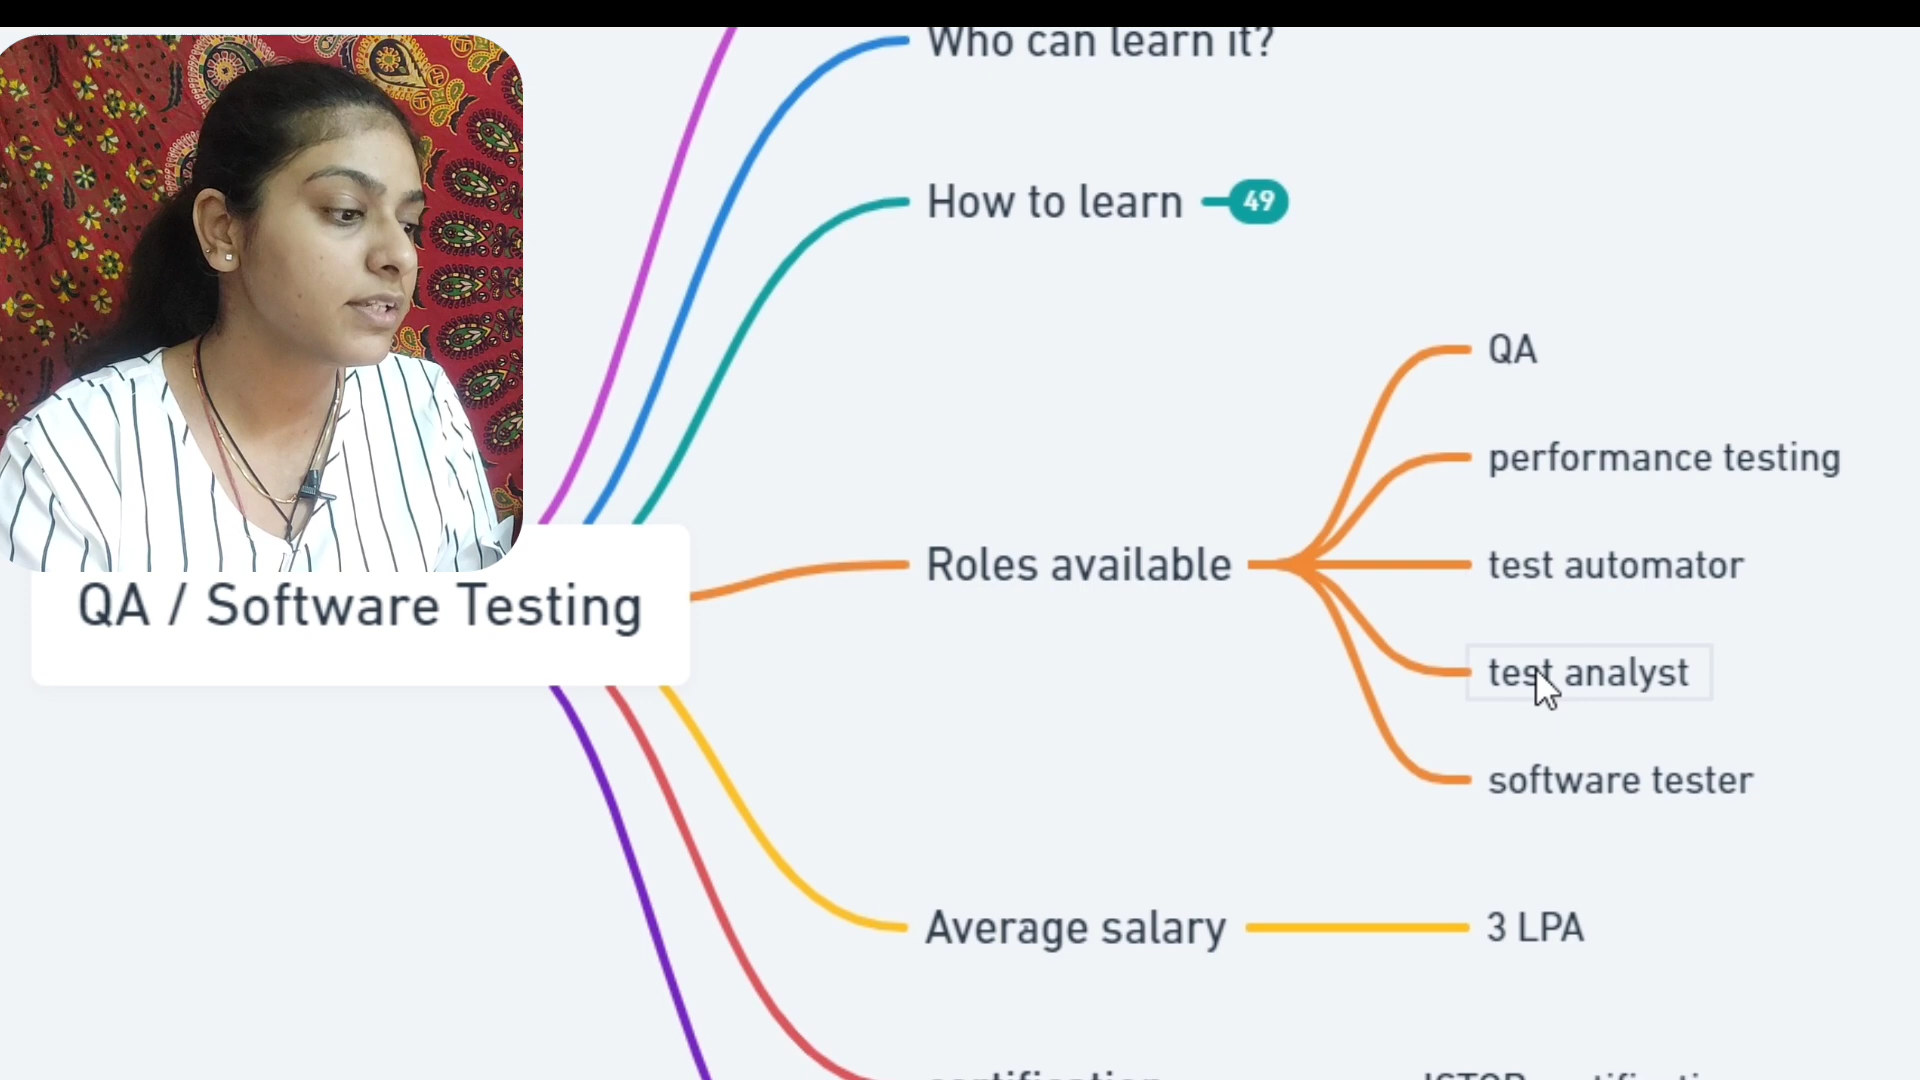 Who can learn it?
How to learn
49
QA
performance testing
QA / Software Testing
Roles available
test automator
test analyst
software tester
Average salary
3 LPA